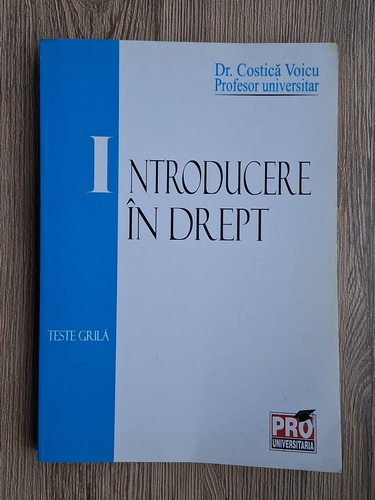 Dr. Costică Voicu
Profesor universitar
INTRODUCERE
ÎN DREPT
TESTE GRILĂ
PRO
UNIVERSITARIA